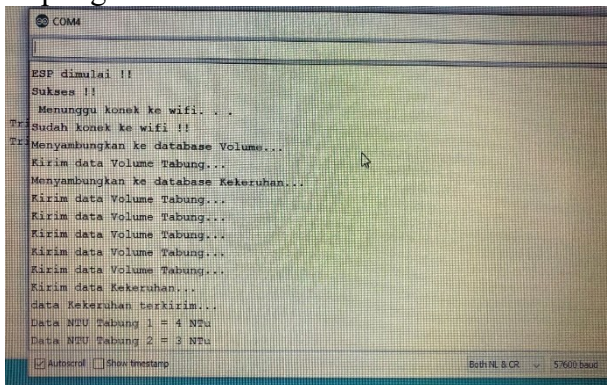 COM4
ESP dimulai !!
Sukses !!
Menunggu konek ke wifi. . .
Sudah konek ke wifi !!
Menyambungkan ke database Volume...
Kirim data Volume Tabung...
Menyambungkan ke database Kekeruhan...
Kirim data Volume Tabung...
Kirim data Volume Tabung...
Kirim data Volume Tabung...
Kirim data Volume Tabung...
Kirim data Volume Tabung...
Kirim data Kekeruhan...
data Kekeruhan terkirim...
Data NTU Tabung 1 = 4 NTu
Data NTU Tabung 2 = 3 NTu
Autoscroll Show timestamp Both NL & CR 57600 baud